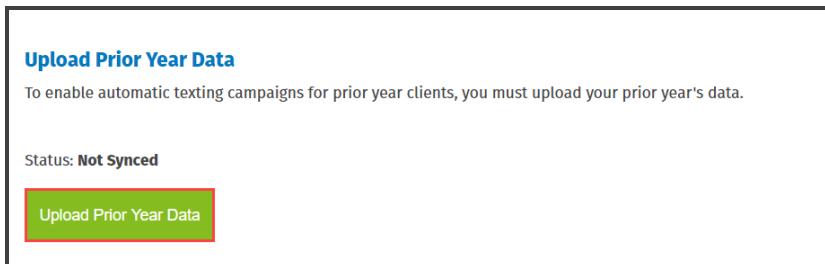 Upload Prior Year Data
To enable automatic texting campaigns for prior year clients, you must upload your prior year's data.
Status: Not Synced
Upload Prior Year Data